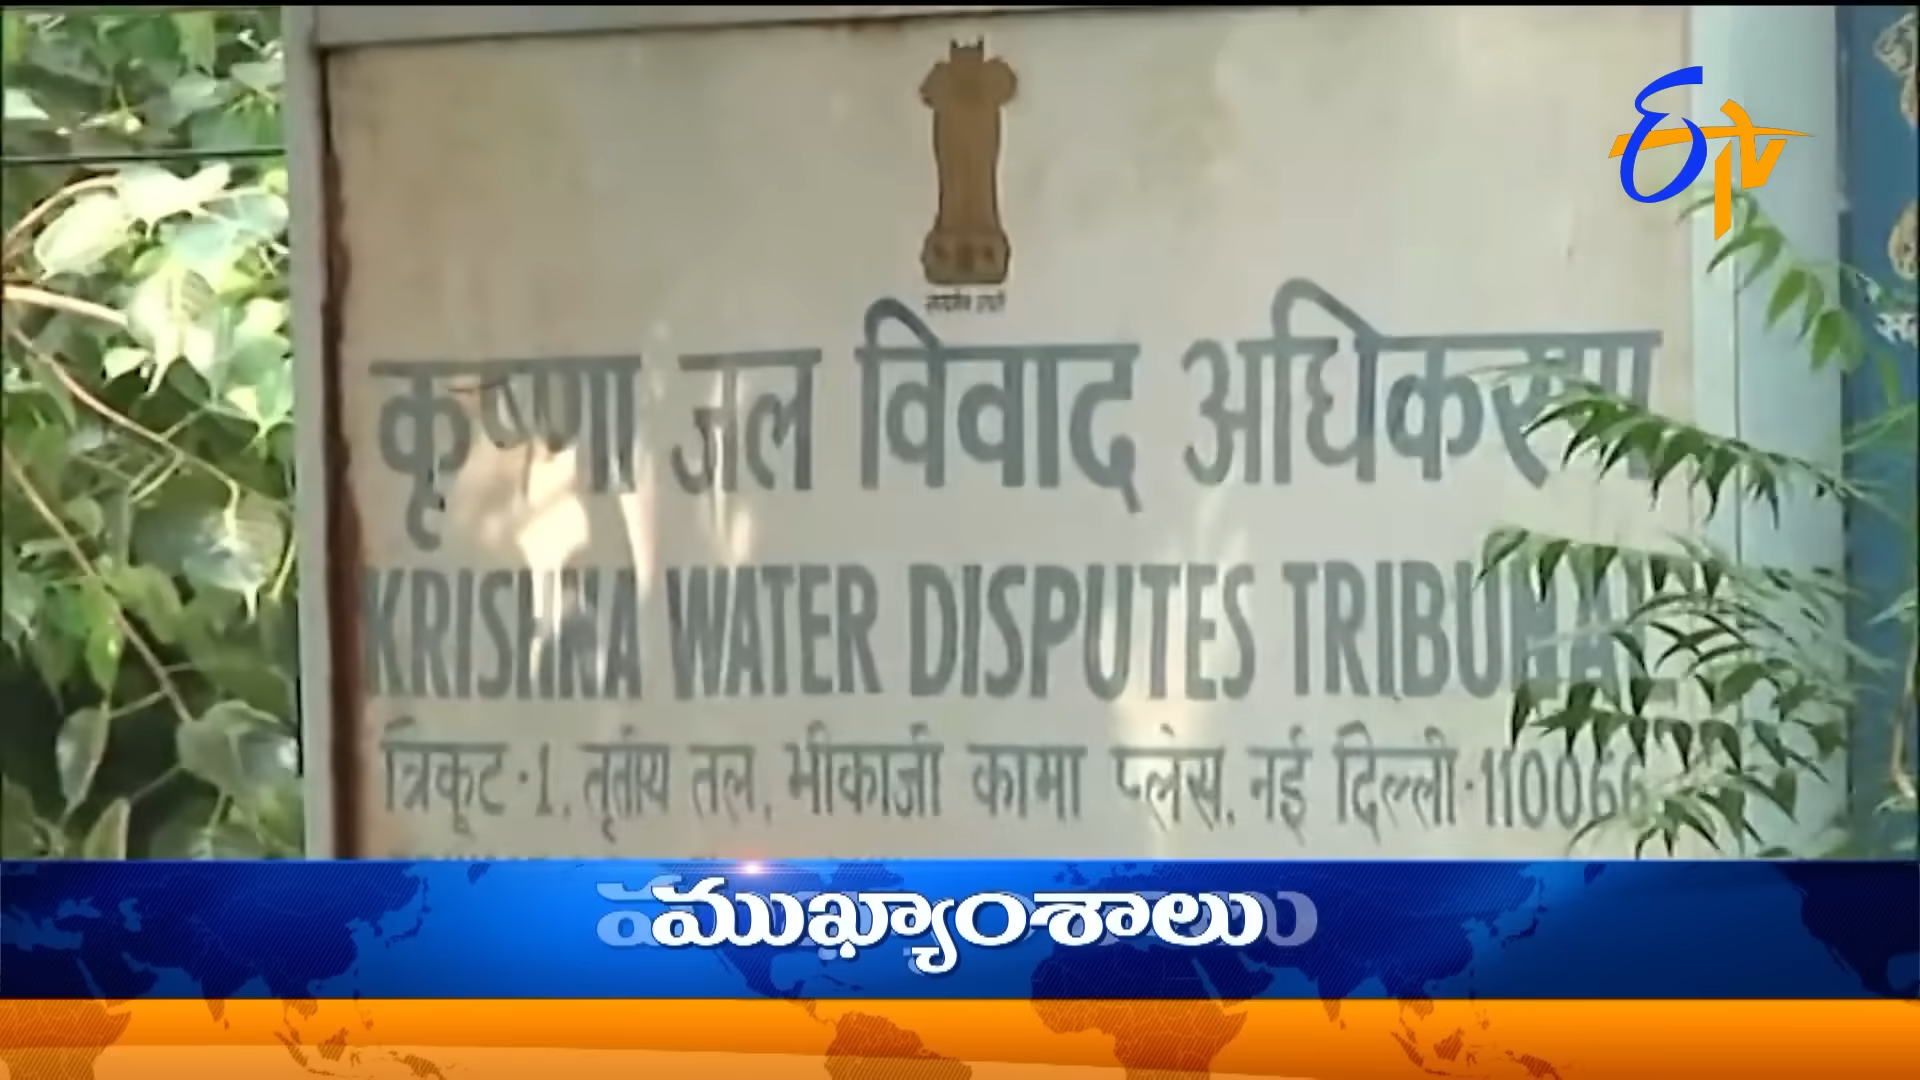 ETV
कृष्णा जल विवाद अधिकरण
KRISHNA WATER DISPUTES TRIBUNAL
त्रिकूट-1, तृतीय तल, भीकाजी कामा प्लेस, नई दिल्ली-110066
ముఖ్యాంశాలు